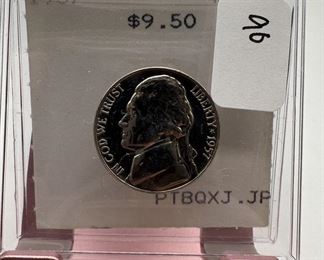 $9.50
96
IN GOD WE TRUST
LIBERTY ★ 1957
PTBQXJ.JP